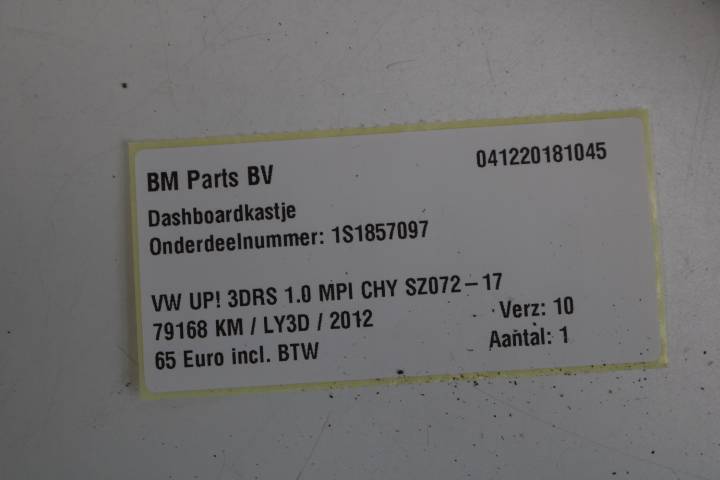 BM Parts BV 041220181045
Dashboardkastje
Onderdeelnummer: 1S1857097
VW UP! 3DRS 1.0 MPI CHY SZ072-17
79168 KM / LY3D / 2012 Verz: 10
65 Euro incl. BTW Aantal: 1